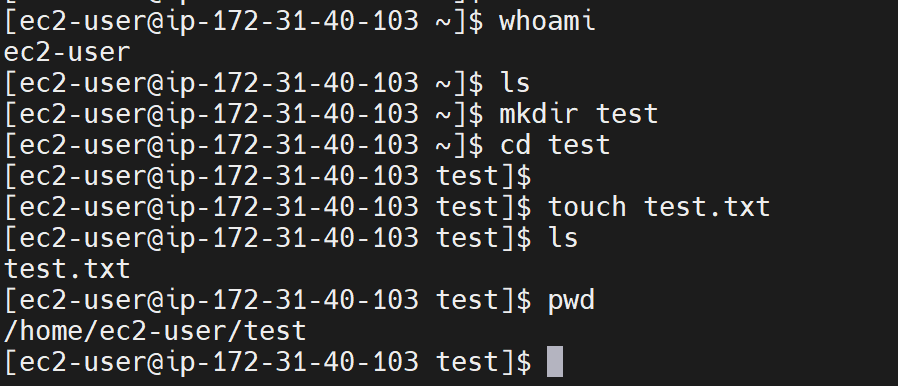 [ec2-user@ip-172-31-40-103 ~]$ whoami
ec2-user
[ec2-user@ip-172-31-40-103 ~]$ ls
[ec2-user@ip-172-31-40-103 ~]$ mkdir test
[ec2-user@ip-172-31-40-103 ~]$ cd test
[ec2-user@ip-172-31-40-103 test]$
[ec2-user@ip-172-31-40-103 test]$ touch test.txt
[ec2-user@ip-172-31-40-103 test]$ ls
test.txt
[ec2-user@ip-172-31-40-103 test]$ pwd
/home/ec2-user/test
[ec2-user@ip-172-31-40-103 test]$